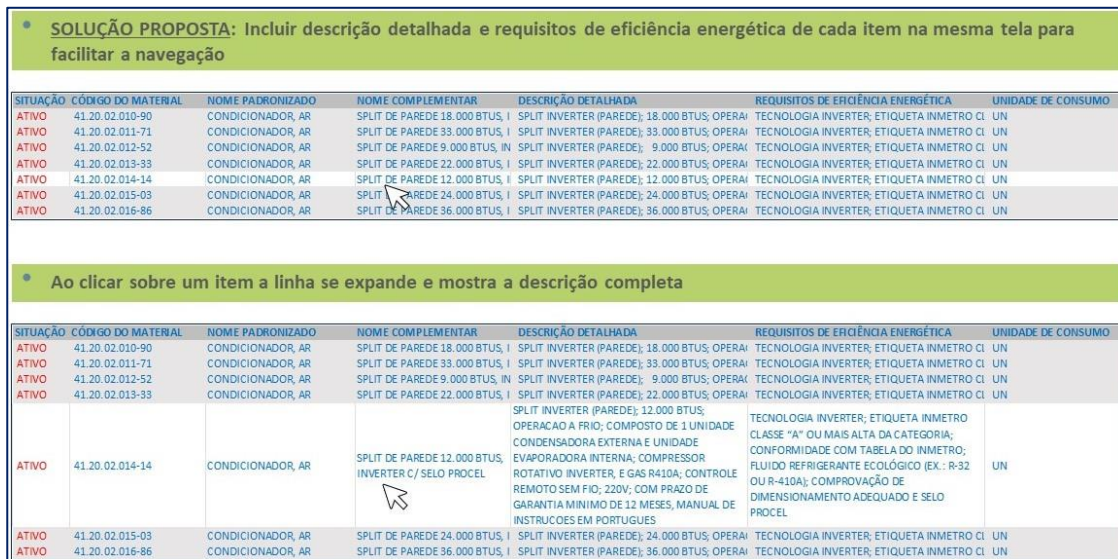 • SOLUÇÃO PROPOSTA: Incluir descrição detalhada e requisitos de eficiência energética de cada item na mesma tela para
facilitar a navegação
SITUAÇÃO CÓDIGO DO MATERIAL NOME PADRONIZADO NOME COMPLEMENTAR DESCRIÇÃO DETALHADA REQUISITOS DE EFICIÊNCIA ENERGÉTICA UNIDADE DE CONSUMO
ATIVO 41.20.02.010-90 CONDICIONADOR, AR SPLIT DE PAREDE 18.000 BTUS, I SPLIT INVERTER (PAREDE); 18.000 BTUS; OPERA TECNOLOGIA INVERTER; ETIQUETA INMETRO CL UN
ATIVO 41.20.02.011-71 CONDICIONADOR, AR SPLIT DE PAREDE 33.000 BTUS, I SPLIT INVERTER (PAREDE); 33.000 BTUS; OPERA TECNOLOGIA INVERTER; ETIQUETA INMETRO CL UN
ATIVO 41.20.02.012-52 CONDICIONADOR, AR SPLIT DE PAREDE 9.000 BTUS, IN SPLIT INVERTER (PAREDE); 9.000 BTUS; OPERA TECNOLOGIA INVERTER; ETIQUETA INMETRO CL UN
ATIVO 41.20.02.013-33 CONDICIONADOR, AR SPLIT DE PAREDE 22.000 BTUS, I SPLIT INVERTER (PAREDE); 22.000 BTUS; OPERA TECNOLOGIA INVERTER; ETIQUETA INMETRO CL UN
ATIVO 41.20.02.014-14 CONDICIONADOR, AR SPLIT DE PAREDE 12.000 BTUS, I SPLIT INVERTER (PAREDE); 12.000 BTUS; OPERA TECNOLOGIA INVERTER; ETIQUETA INMETRO CL UN
ATIVO 41.20.02.015-03 CONDICIONADOR, AR SPLIT PAREDE 24.000 BTUS, I SPLIT INVERTER (PAREDE); 24.000 BTUS; OPERA TECNOLOGIA INVERTER; ETIQUETA INMETRO CL UN
ATIVO 41.20.02.016-86 CONDICIONADOR, AR SPLIT DE PAREDE 36.000 BTUS, I SPLIT INVERTER (PAREDE); 36.000 BTUS; OPERA TECNOLOGIA INVERTER; ETIQUETA INMETRO CL UN
• Ao clicar sobre um item a linha se expande e mostra a descrição completa
SITUAÇÃO CÓDIGO DO MATERIAL NOME PADRONIZADO NOME COMPLEMENTAR DESCRIÇÃO DETALHADA REQUISITOS DE EFICIÊNCIA ENERGÉTICA UNIDADE DE CONSUMO
ATIVO 41.20.02.010-90 CONDICIONADOR, AR SPLIT DE PAREDE 18.000 BTUS, I SPLIT INVERTER (PAREDE); 18.000 BTUS; OPERA TECNOLOGIA INVERTER; ETIQUETA INMETRO CL UN
ATIVO 41.20.02.011-71 CONDICIONADOR, AR SPLIT DE PAREDE 33.000 BTUS, I SPLIT INVERTER (PAREDE); 33.000 BTUS; OPERA TECNOLOGIA INVERTER; ETIQUETA INMETRO CL UN
ATIVO 41.20.02.012-52 CONDICIONADOR, AR SPLIT DE PAREDE 9.000 BTUS, IN SPLIT INVERTER (PAREDE); 9.000 BTUS; OPERA TECNOLOGIA INVERTER; ETIQUETA INMETRO CL UN
ATIVO 41.20.02.013-33 CONDICIONADOR, AR SPLIT DE PAREDE 22.000 BTUS, I SPLIT INVERTER (PAREDE); 22.000 BTUS; OPERA TECNOLOGIA INVERTER; ETIQUETA INMETRO CL UN
ATIVO 41.20.02.014-14 CONDICIONADOR, AR
SPLIT DE PAREDE 12.000 BTUS,
INVERTER C/ SELO PROCEL
SPLIT INVERTER (PAREDE); 12.000 BTUS;
OPERACAO A FRIO; COMPOSTO DE 1 UNIDADE
CONDENSADORA EXTERNA E UNIDADE
EVAPORADORA INTERNA; COMPRESSOR
ROTATIVO INVERTER, E GAS R410A; CONTROLE
REMOTO SEM FIO; 220V; COM PRAZO DE
GARANTIA MINIMO DE 12 MESES, MANUAL DE
INSTRUCOES EM PORTUGUES
TECNOLOGIA INVERTER; ETIQUETA INMETRO
CLASSE "A" OU MAIS ALTA DA CATEGORIA;
CONFORMIDADE COM TABELA DO INMETRO;
FLUIDO REFRIGERANTE ECOLÓGICO (EX.: R-32
OU R-410A); COMPROVAÇÃO DE
DIMENSIONAMENTO ADEQUADO E SELO
PROCEL
UN
ATIVO 41.20.02.015-03 CONDICIONADOR, AR SPLIT DE PAREDE 24.000 BTUS, I SPLIT INVERTER (PAREDE); 24.000 BTUS; OPERA TECNOLOGIA INVERTER; ETIQUETA INMETRO CL UN
ATIVO 41.20.02.016-86 CONDICIONADOR, AR SPLIT DE PAREDE 36.000 BTUS, I SPLIT INVERTER (PAREDE); 36.000 BTUS; OPERA TECNOLOGIA INVERTER; ETIQUETA INMETRO CL UN